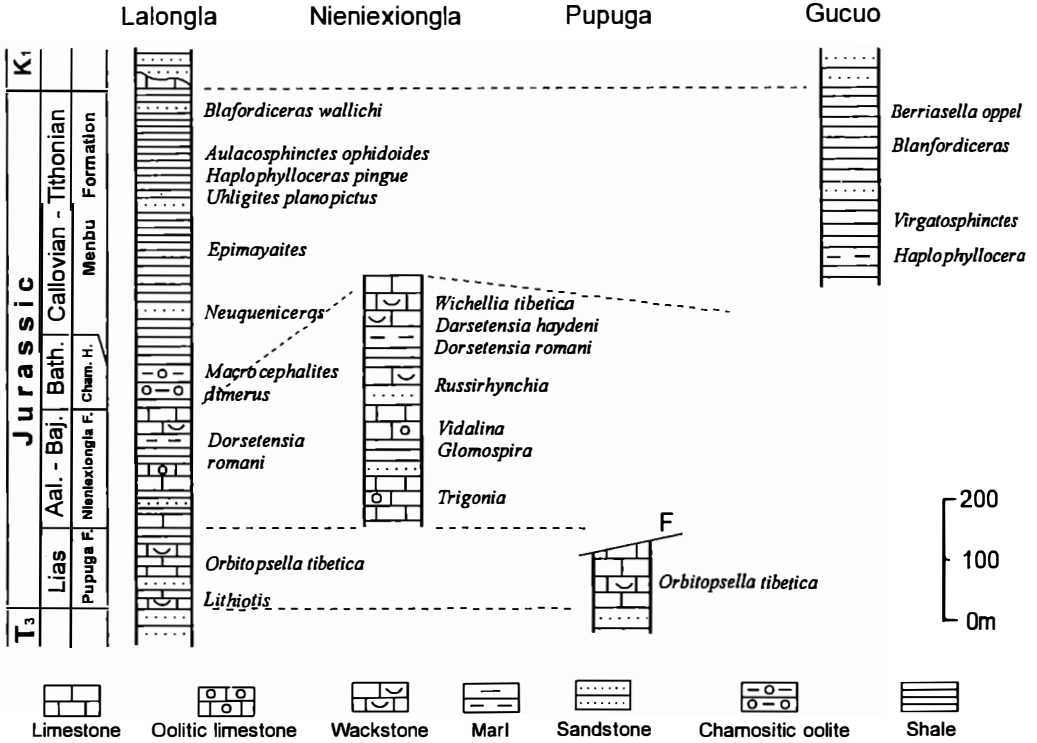 Lalongla Nieniexiongla Pupuga Gucuo
K1
Jurassic
T3
Callovian - Tithonian
Bath.
Aal. - Baj.
Lias
Menbu Formation
Cham. H.
Nieniexiongla F.
Pupuga F.
Blafordiceras wallichi
Aulacosphinctes ophidoides
Haplophylloceras pingue
Uhligites planopictus
Epimayaites
Neuqueniceras
Macrocephalites
dimerus
Dorsetensia
romani
Orbitopsella tibetica
Lithiotis
Wichellia tibetica
Darsetensia haydeni
Dorsetensia romani
Russirhynchia
Vidalina
Glomospira
Trigonia
F
Orbitopsella tibetica
Berriasella oppel
Blanfordiceras
Virgatosphinctes
Haplophyllocera
200
100
0m
Limestone Oolitic limestone Wackstone Marl Sandstone Chamositic oolite Shale